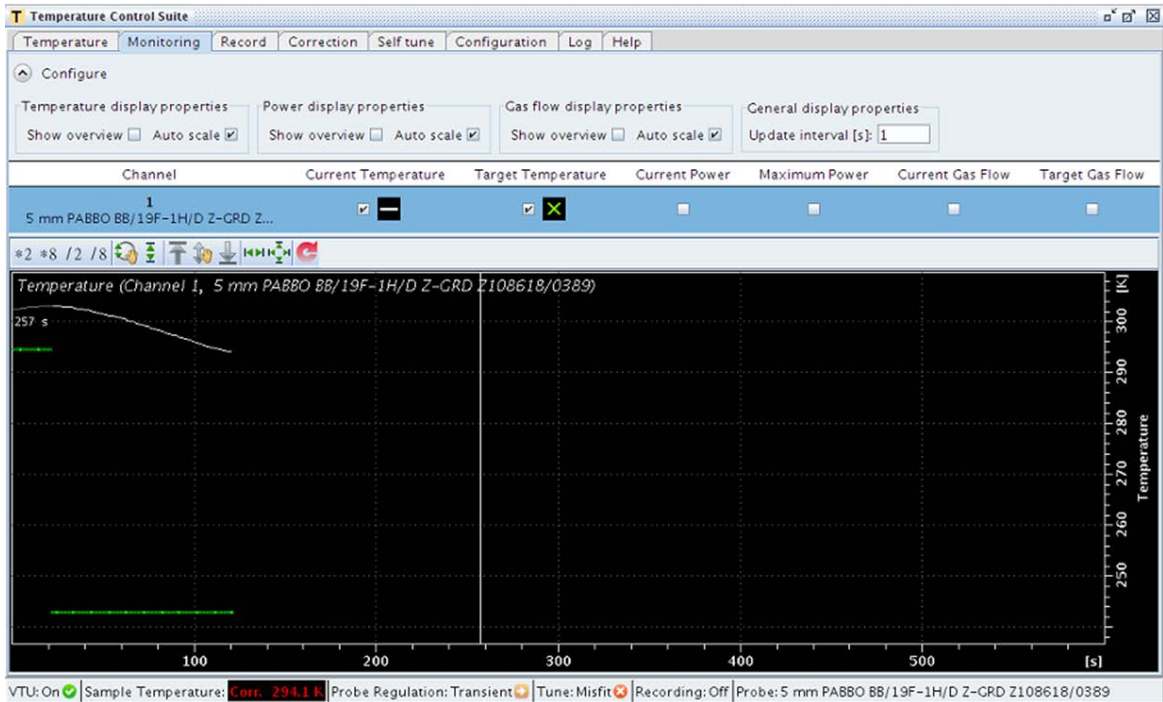 T Temperature Control Suite
Temperature Monitoring Record Correction Self tune Configuration Log Help
Configure
Temperature display properties Power display properties Gas flow display properties General display properties
Show overview Auto scale Show overview Auto scale Show overview Auto scale Update interval [s]: 1
Channel Current Temperature Target Temperature Current Power Maximum Power Current Gas Flow Target Gas Flow
1
5 mm PABBO BB/19F-1H/D Z-GRD Z...
*2 *8 /2 /8
Temperature (Channel 1, 5 mm PABBO BB/19F-1H/D Z-GRD Z108618/0389)
257 s
[K]
300
290
280
270
260
250
Temperature
100 200 300 400 500 [s]
VTU: On Sample Temperature: Corr. 294.1 K Probe Regulation: Transient Tune: Misfit Recording: Off Probe: 5 mm PABBO BB/19F-1H/D Z-GRD Z108618/0389